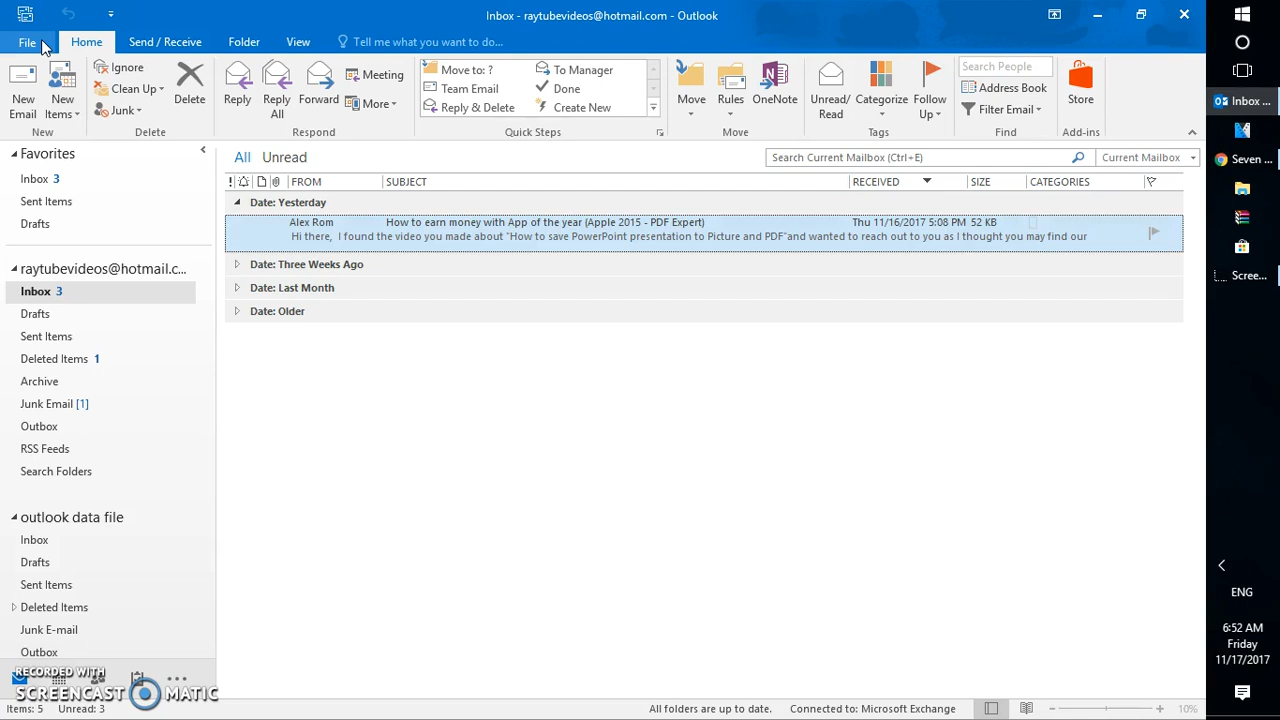 Inbox - raytubevideos@hotmail.com - Outlook
File
Home
Send / Receive
Folder
View
Tell me what you want to do...
New Email
New Items
New
Ignore
Clean Up
Junk
Delete
Delete
Reply
Reply All
Forward
Meeting
More
Respond
Move to: ?
Team Email
Reply & Delete
To Manager
Done
Create New
Quick Steps
Move
Rules
OneNote
Move
Unread/ Read
Categorize
Follow Up
Tags
Search People
Address Book
Filter Email
Find
Store
Add-ins
Favorites
Inbox 3
Sent Items
Drafts
raytubevideos@hotmail.c...
Inbox 3
Drafts
Sent Items
Deleted Items 1
Archive
Junk Email [1]
Outbox
RSS Feeds
Search Folders
outlook data file
Inbox
Drafts
Sent Items
Deleted Items
Junk E-mail
Outbox
All Unread
Search Current Mailbox (Ctrl+E)
Current Mailbox
FROM SUBJECT RECEIVED SIZE CATEGORIES
Date: Yesterday
Alex Rom How to earn money with App of the year (Apple 2015 - PDF Expert) Thu 11/16/2017 5:08 PM 52 KB
Hi there, I found the video you made about "How to save PowerPoint presentation to Picture and PDF"and wanted to reach out to you as I thought you may find our
Date: Three Weeks Ago
Date: Last Month
Date: Older
RECORDED WITH
SCREENCAST MATIC
Items: 5 Unread: 3
All folders are up to date. Connected to: Microsoft Exchange
10%
Inbox ...
Seven ...
Scree...
ENG
6:52 AM
Friday
11/17/2017